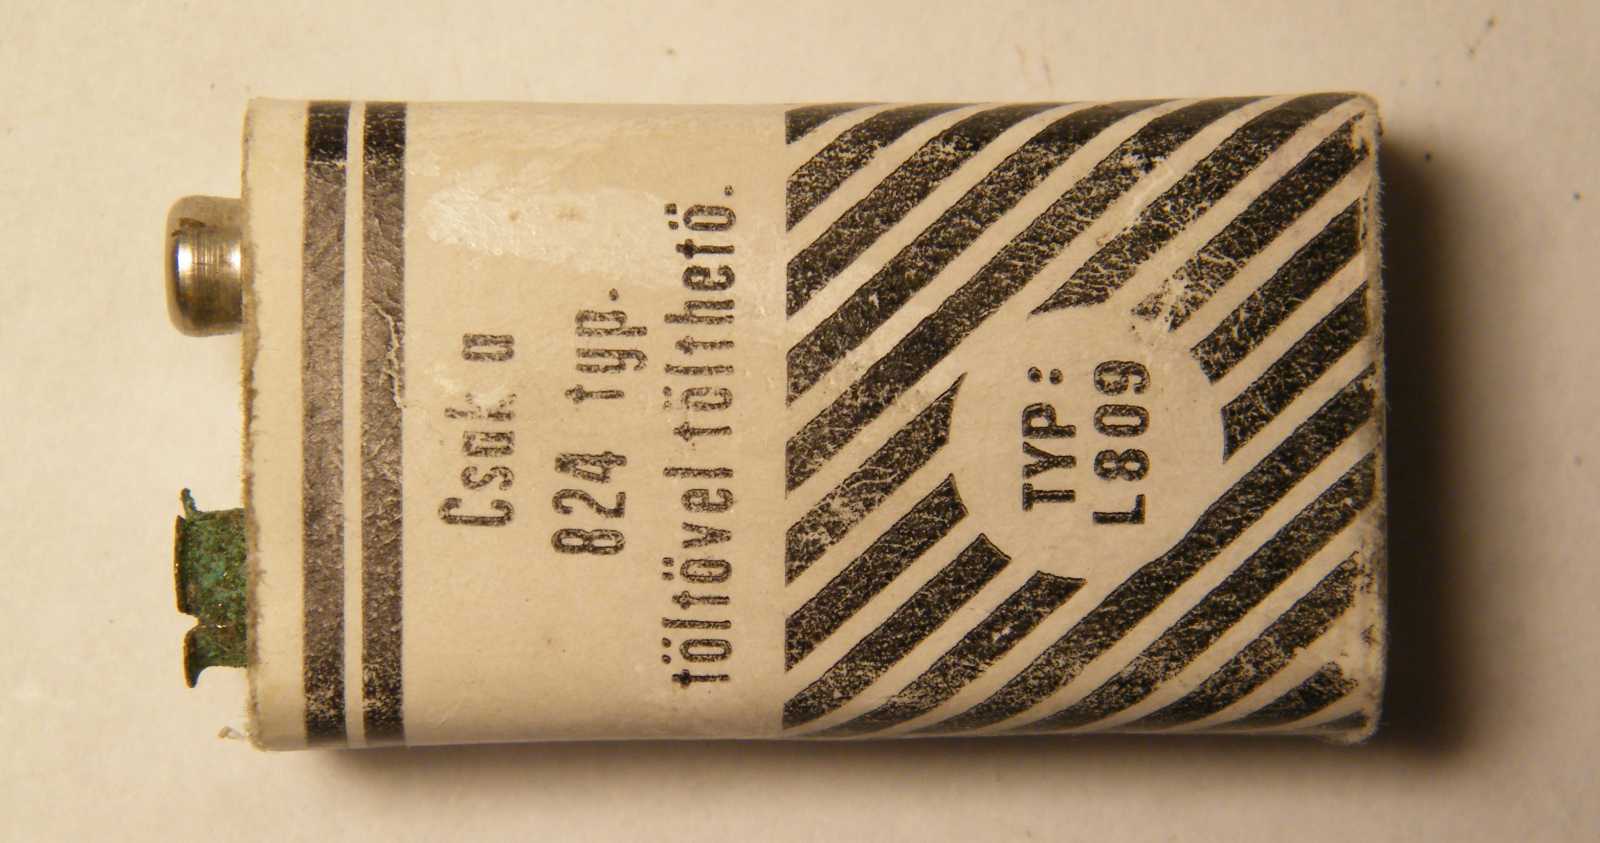 Csak a
824 typ.
töltövel tölthetö.
TYP:
L809